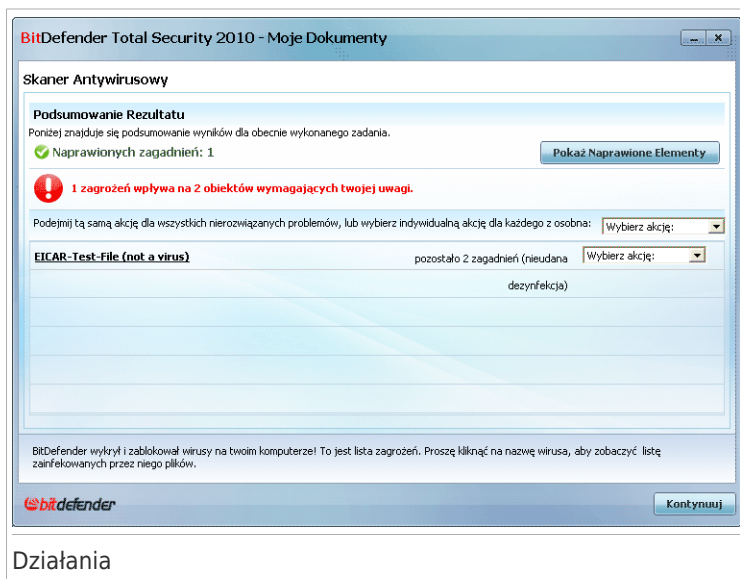 BitDefender Total Security 2010 - Moje Dokumenty
Skaner Antywirusowy
Podsumowanie Rezultatu
Poniżej znajduje się podsumowanie wyników dla obecnie wykonanego zadania.
Naprawionych zagadnień: 1
Pokaż Naprawione Elementy
1 zagrożeń wpływa na 2 obiektów wymagających twojej uwagi.
Podejmij tą samą akcję dla wszystkich nierozwiązanych problemów, lub wybierz indywidualną akcję dla każdego z osobna:
Wybierz akcję:
EICAR-Test-File (not a virus)
pozostało 2 zagadnień (nieudana
dezynfekcja)
Wybierz akcję:
BitDefender wykrył i zablokował wirusy na twoim komputerze! To jest lista zagrożeń. Proszę kliknąć na nazwę wirusa, aby zobaczyć listę
zainfekowanych przez niego plików.
bitdefender
Kontynuuj
Działania